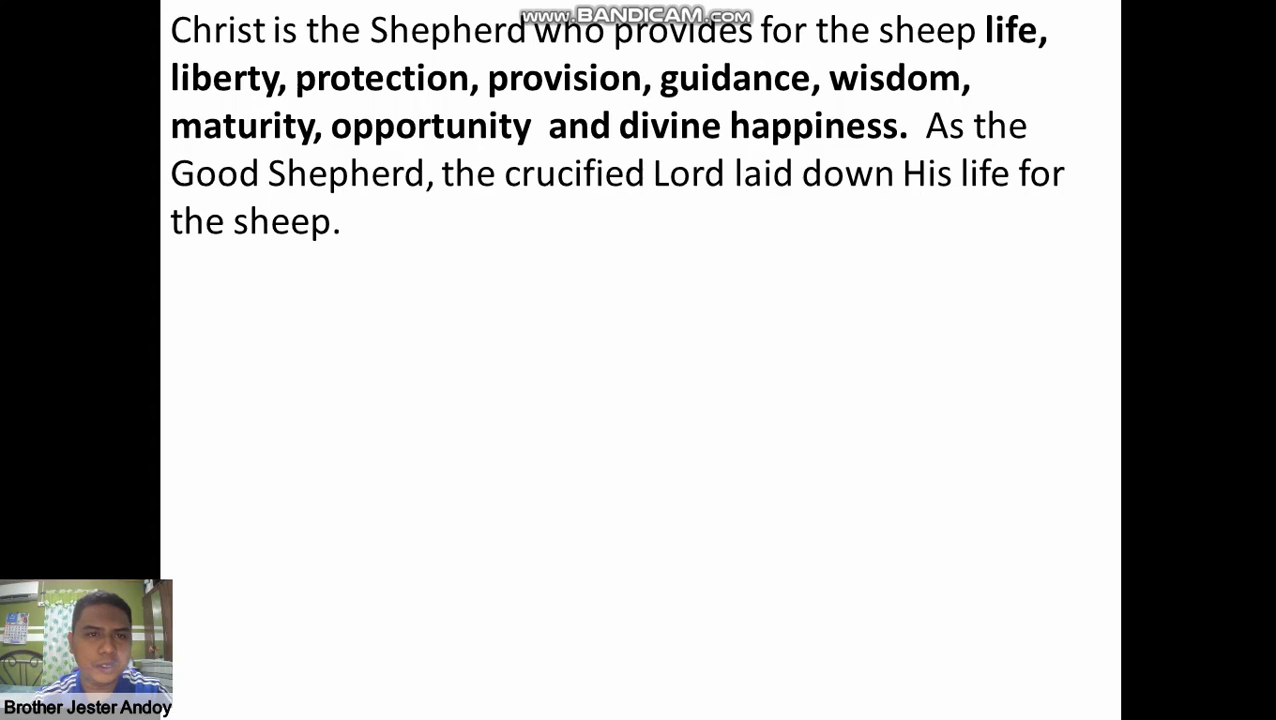 www.BANDICAM.com
Christ is the Shepherd who provides for the sheep life,
liberty, protection, provision, guidance, wisdom,
maturity, opportunity  and divine happiness.  As the
Good Shepherd, the crucified Lord laid down His life for
the sheep.
Brother Jester Andoy